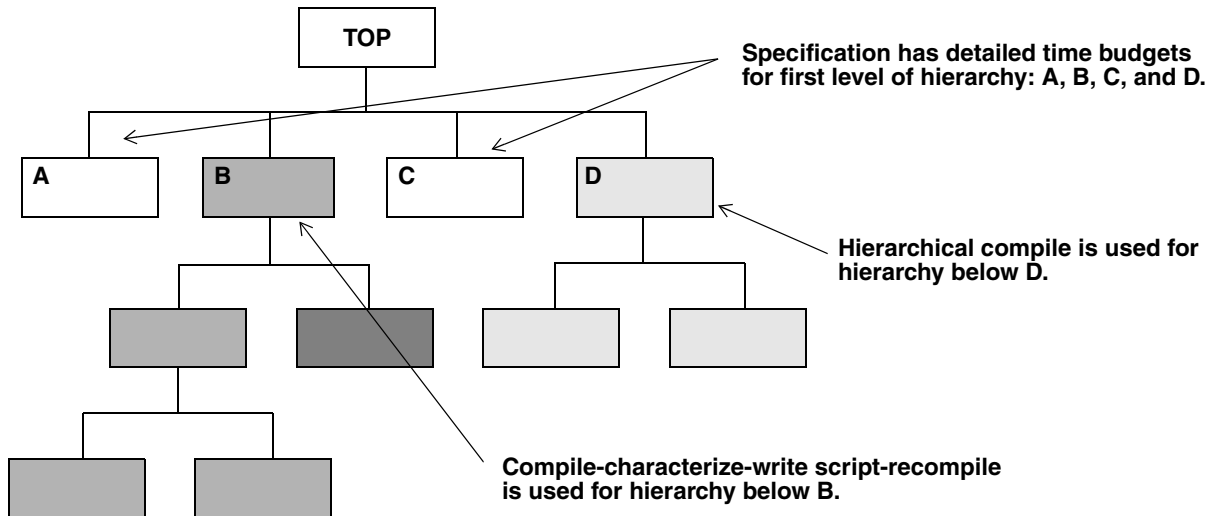 TOP
Specification has detailed time budgets
for first level of hierarchy: A, B, C, and D.
A
B
C
D
Hierarchical compile is used for
hierarchy below D.
Compile-characterize-write script-recompile
is used for hierarchy below B.